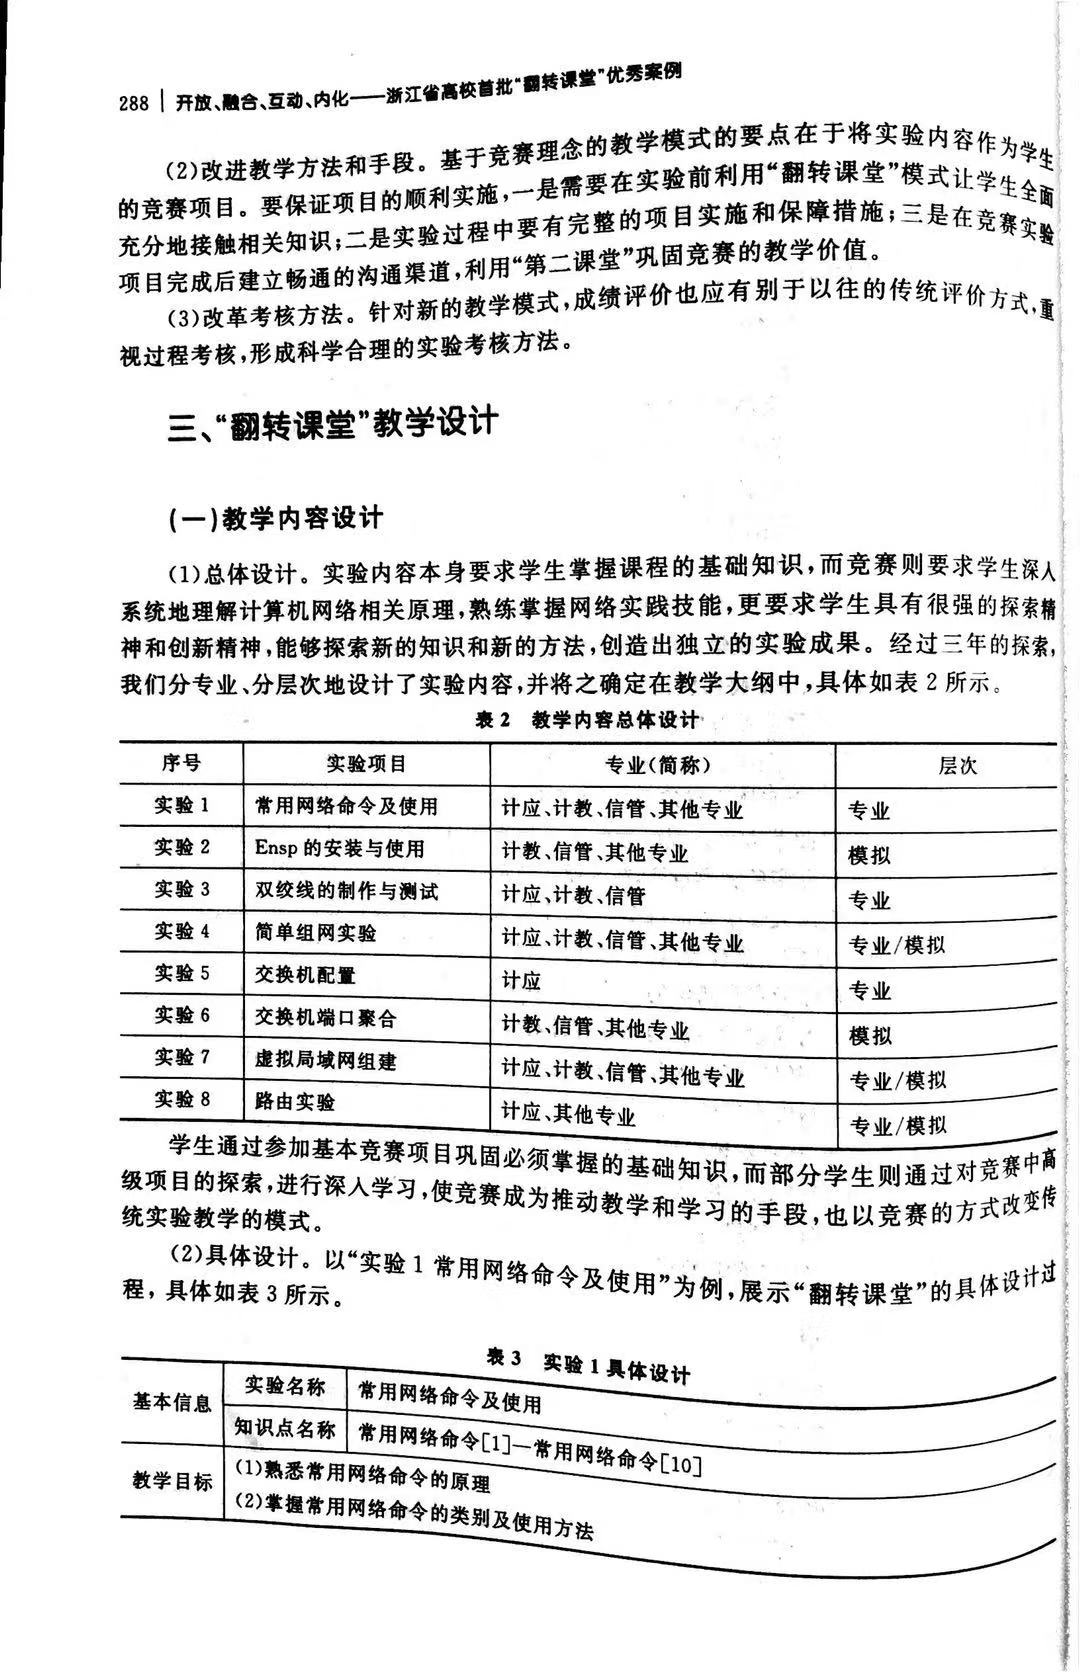 288 | 开放、融合、互动、内化——浙江省高校首批“翻转课堂”优秀案例
(2)改进教学方法和手段。基于竞赛理念的教学模式的要点在于将实验内容作为学生
的竞赛项目。要保证项目的顺利实施,一是需要在实验前利用“翻转课堂”模式让学生全面
充分地接触相关知识;二是实验过程中要有完整的项目实施和保障措施;三是在竞赛实验
项目完成后建立畅通的沟通渠道,利用“第二课堂”巩固竞赛的教学价值。
(3)改革考核方法。针对新的教学模式,成绩评价也应有别于以往的传统评价方式,重
视过程考核,形成科学合理的实验考核方法。
三、“翻转课堂”教学设计
(一)教学内容设计
(1)总体设计。实验内容本身要求学生掌握课程的基础知识,而竞赛则要求学生深入
系统地理解计算机网络相关原理,熟练掌握网络实践技能,更要求学生具有很强的探索精
神和创新精神,能够探索新的知识和新的方法,创造出独立的实验成果。经过三年的探索,
我们分专业、分层次地设计了实验内容,并将之确定在教学大纲中,具体如表 2 所示。
表 2 教学内容总体设计
序号 实验项目 专业(简称) 层次
实验 1 常用网络命令及使用 计应、计教、信管、其他专业 专业
实验 2 Ensp 的安装与使用 计教、信管、其他专业 模拟
实验 3 双绞线的制作与测试 计应、计教、信管 专业
实验 4 简单组网实验 计应、计教、信管、其他专业 专业/模拟
实验 5 交换机配置 计应 专业
实验 6 交换机端口聚合 计教、信管、其他专业 模拟
实验 7 虚拟局域网组建 计应、计教、信管、其他专业 专业/模拟
实验 8 路由实验 计应、其他专业 专业/模拟
学生通过参加基本竞赛项目巩固必须掌握的基础知识,而部分学生则通过对竞赛中高
级项目的探索,进行深入学习,使竞赛成为推动教学和学习的手段,也以竞赛的方式改变传
统实验教学的模式。
(2)具体设计。以“实验 1 常用网络命令及使用”为例,展示“翻转课堂”的具体设计过
程,具体如表 3 所示。
表 3 实验 1 具体设计
基本信息 实验名称 常用网络命令及使用
知识点名称 常用网络命令[1]—常用网络命令[10]
教学目标 (1)熟悉常用网络命令的原理
(2)掌握常用网络命令的类别及使用方法